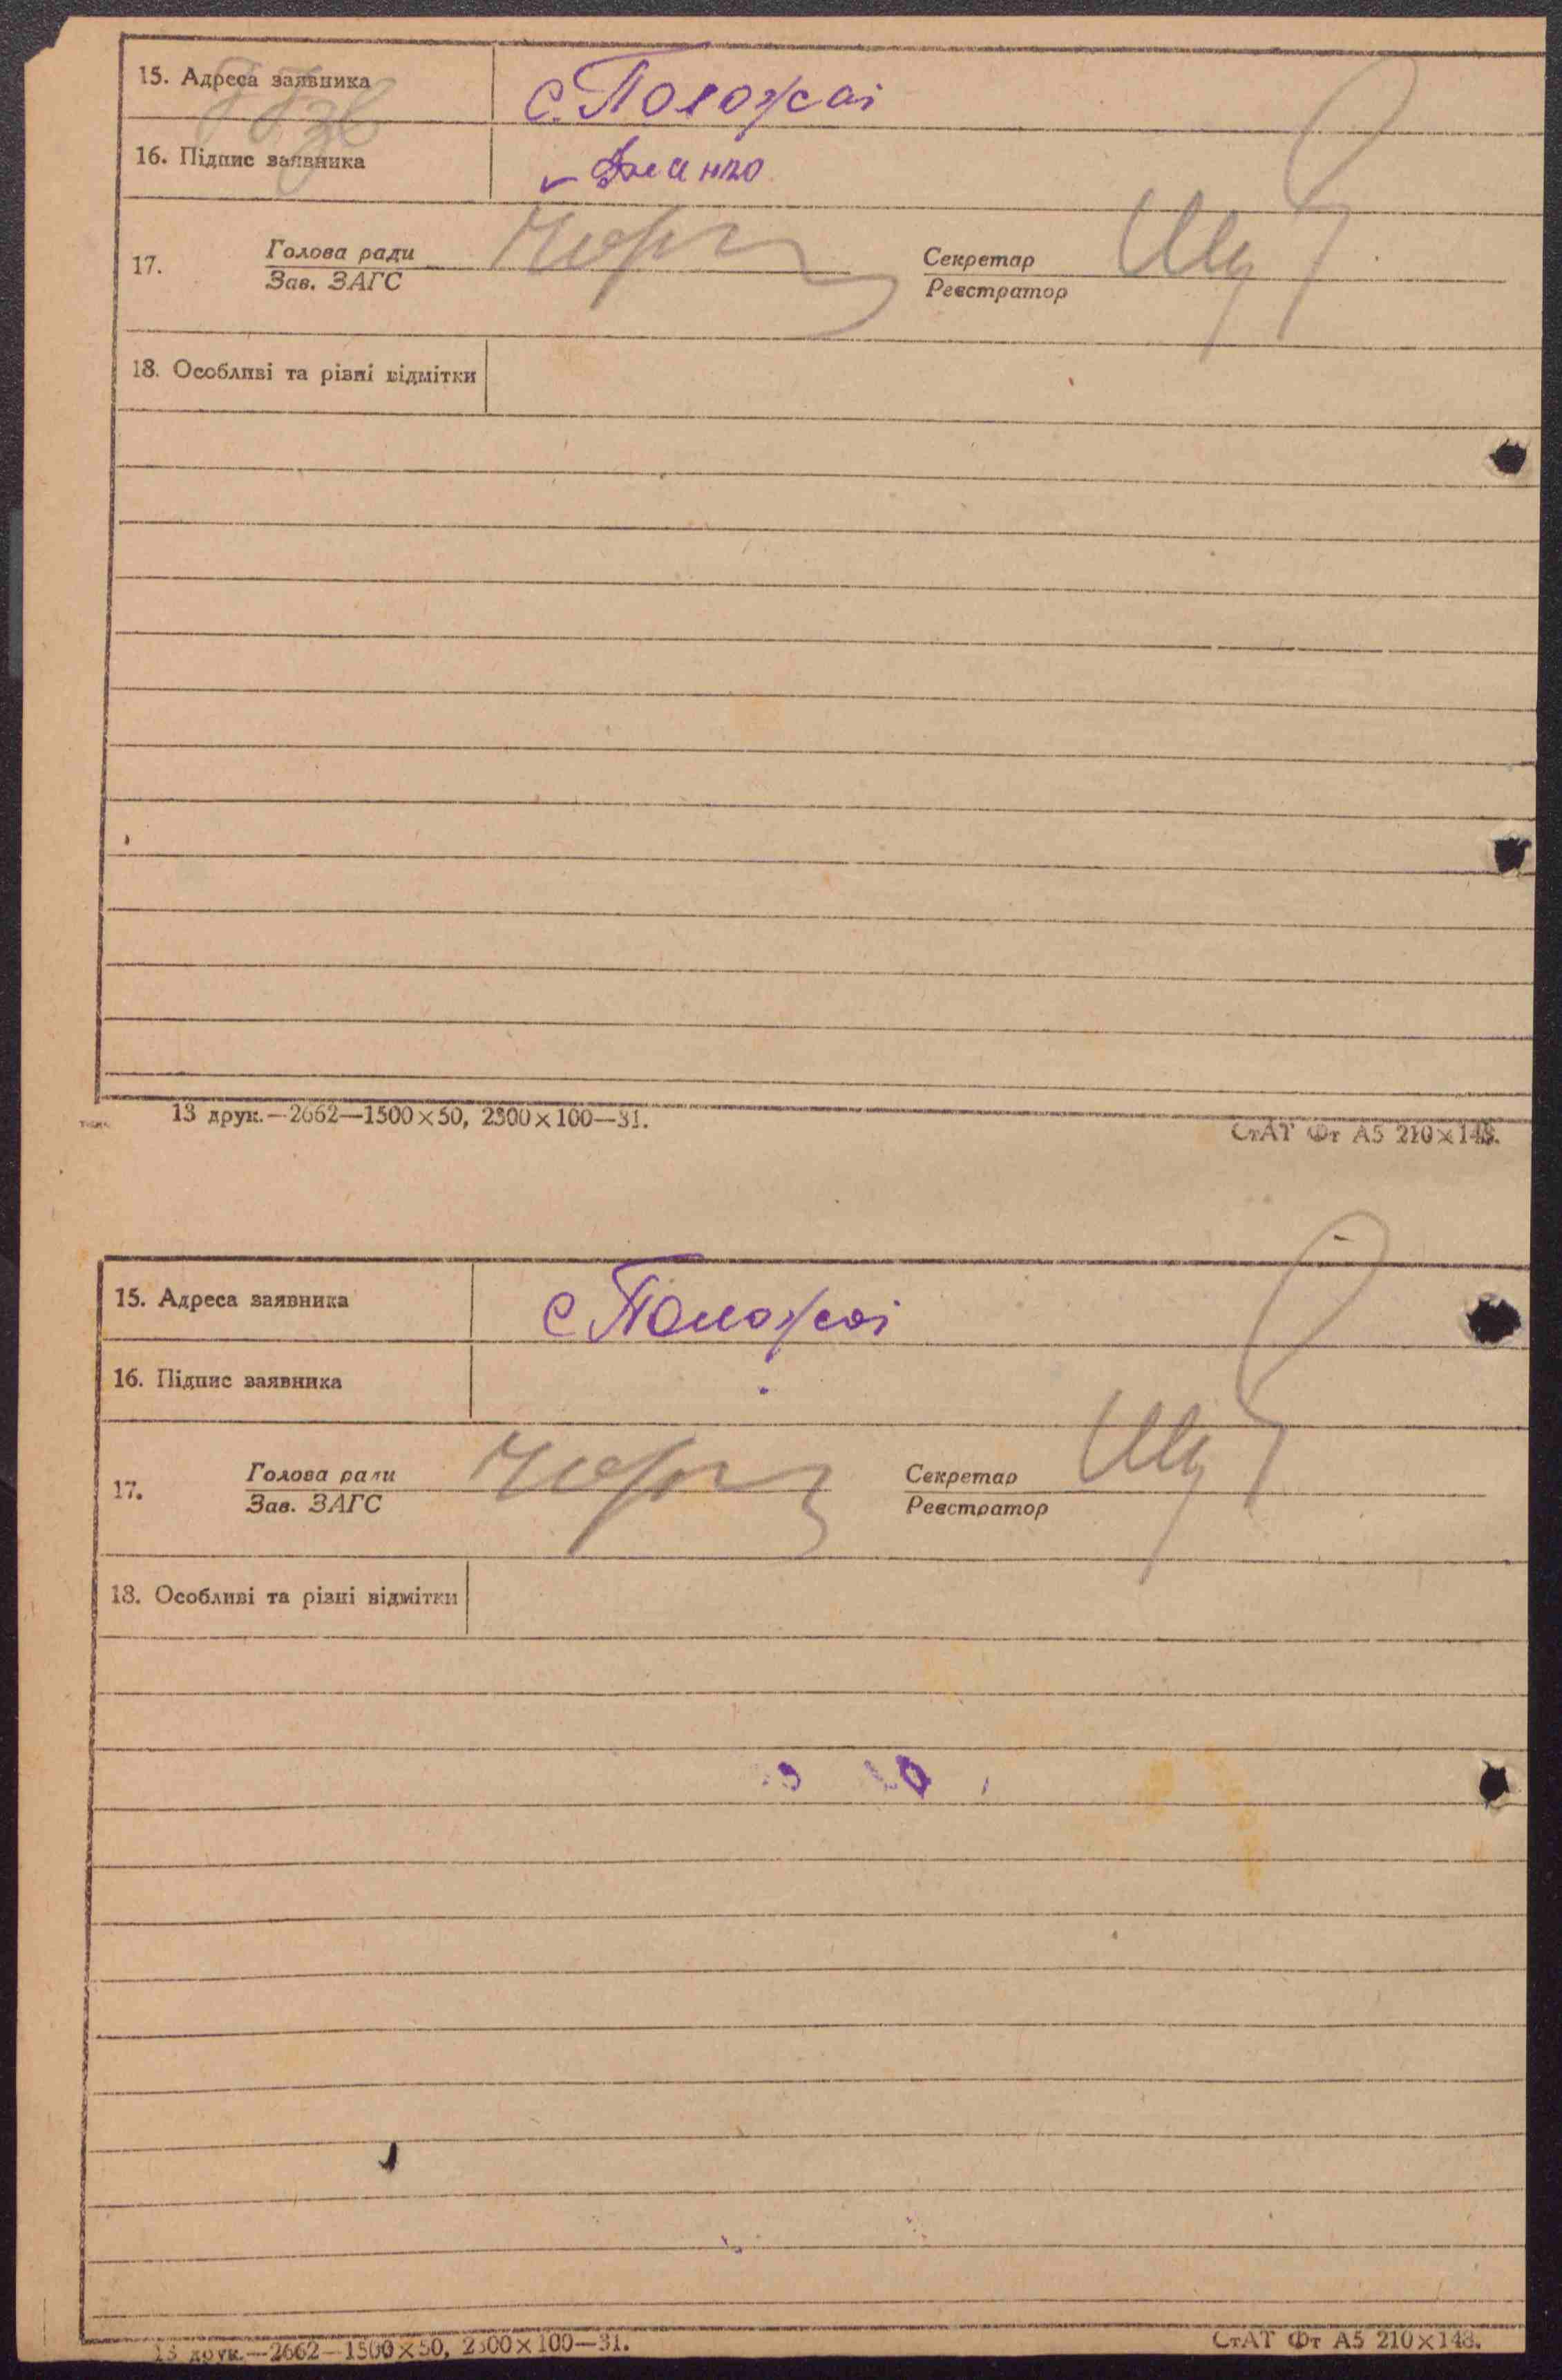 15. Адреса заявника с. Положаі
16. Підпис заявника
17. Голова ради Секретар
Зав. ЗАГС Реєстратор
18. Особливі та різні відмітки
13 друк.—2662—1500×50, 2300×100—31. СтАТ Фт А5 210×148.
15. Адреса заявника с Положаі
16. Підпис заявника
17. Голова ради Секретар
Зав. ЗАГС Реєстратор
18. Особливі та різні відмітки
13 друк.—2662—1500×50, 2300×100—31. СтАТ Фт А5 210×148.